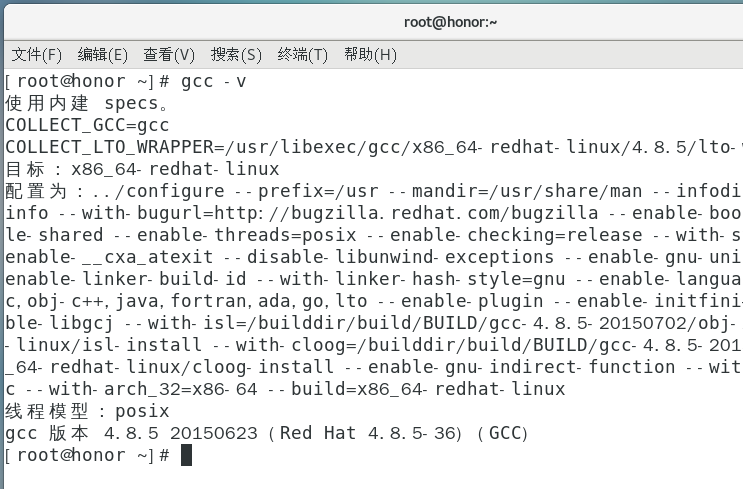 root@honor:~
文件(F) 编辑(E) 查看(V) 搜索(S) 终端(T) 帮助(H)
[root@honor ~]# gcc -v
使用内建 specs。
COLLECT_GCC=gcc
COLLECT_LTO_WRAPPER=/usr/libexec/gcc/x86_64-redhat-linux/4.8.5/lto-
目标：x86_64-redhat-linux
配置为：../configure --prefix=/usr --mandir=/usr/share/man --infodi
info --with-bugurl=http://bugzilla.redhat.com/bugzilla --enable-boo
le-shared --enable-threads=posix --enable-checking=release --with-s
enable-__cxa_atexit --disable-libunwind-exceptions --enable-gnu-uni
enable-linker-build-id --with-linker-hash-style=gnu --enable-langua
c,obj-c++,java,fortran,ada,go,lto --enable-plugin --enable-initfini
ble-libgcj --with-isl=/builddir/build/BUILD/gcc-4.8.5-20150702/obj-
-linux/isl-install --with-cloog=/builddir/build/BUILD/gcc-4.8.5-201
_64-redhat-linux/cloog-install --enable-gnu-indirect-function --wit
c --with-arch_32=x86-64 --build=x86_64-redhat-linux
线程模型：posix
gcc 版本 4.8.5 20150623 (Red Hat 4.8.5-36) (GCC)
[root@honor ~]#